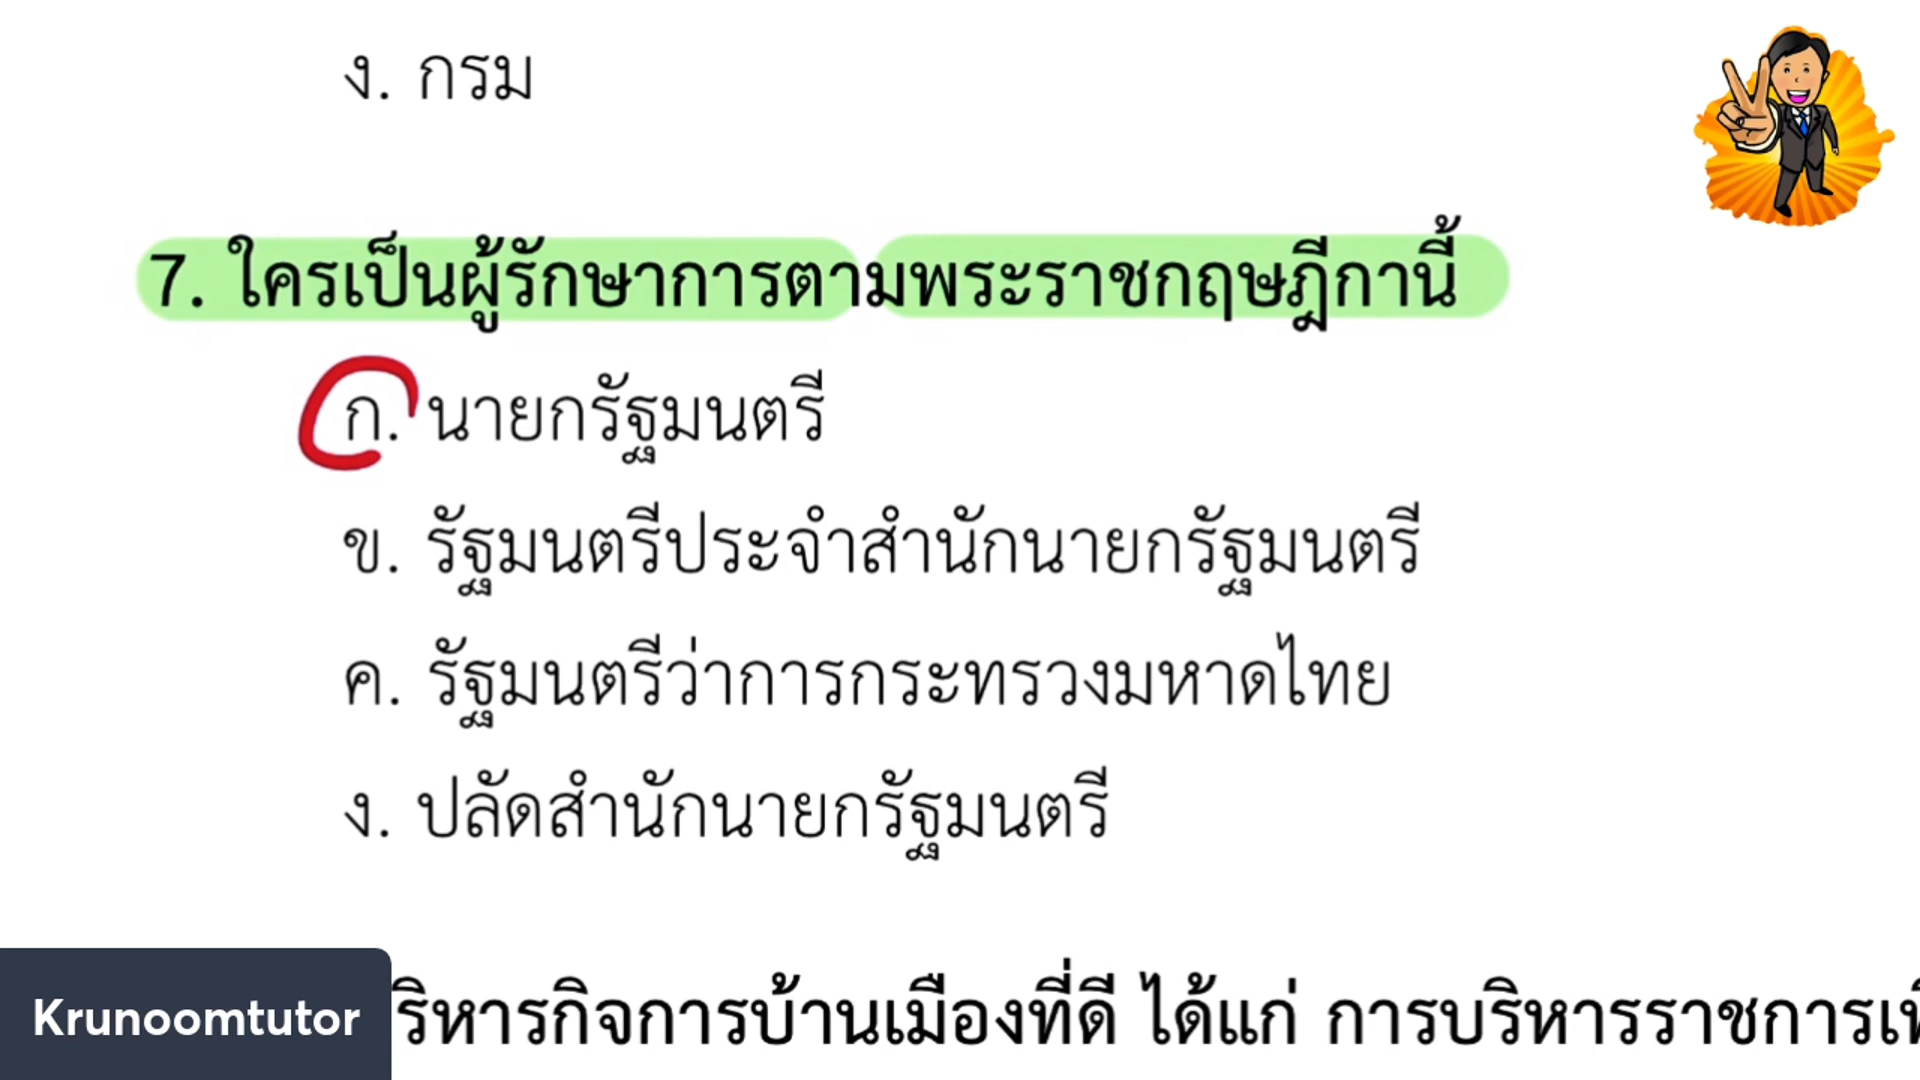 ง. กรม
7. ใครเป็นผู้รักษาการตามพระราชกฤษฎีกานี้
ก. นายกรัฐมนตรี
ข. รัฐมนตรีประจำสำนักนายกรัฐมนตรี
ค. รัฐมนตรีว่าการกระทรวงมหาดไทย
ง. ปลัดสำนักนายกรัฐมนตรี
ริหารกิจการบ้านเมืองที่ดี ได้แก่ การบริหารราชการเพื
Krunoomtutor